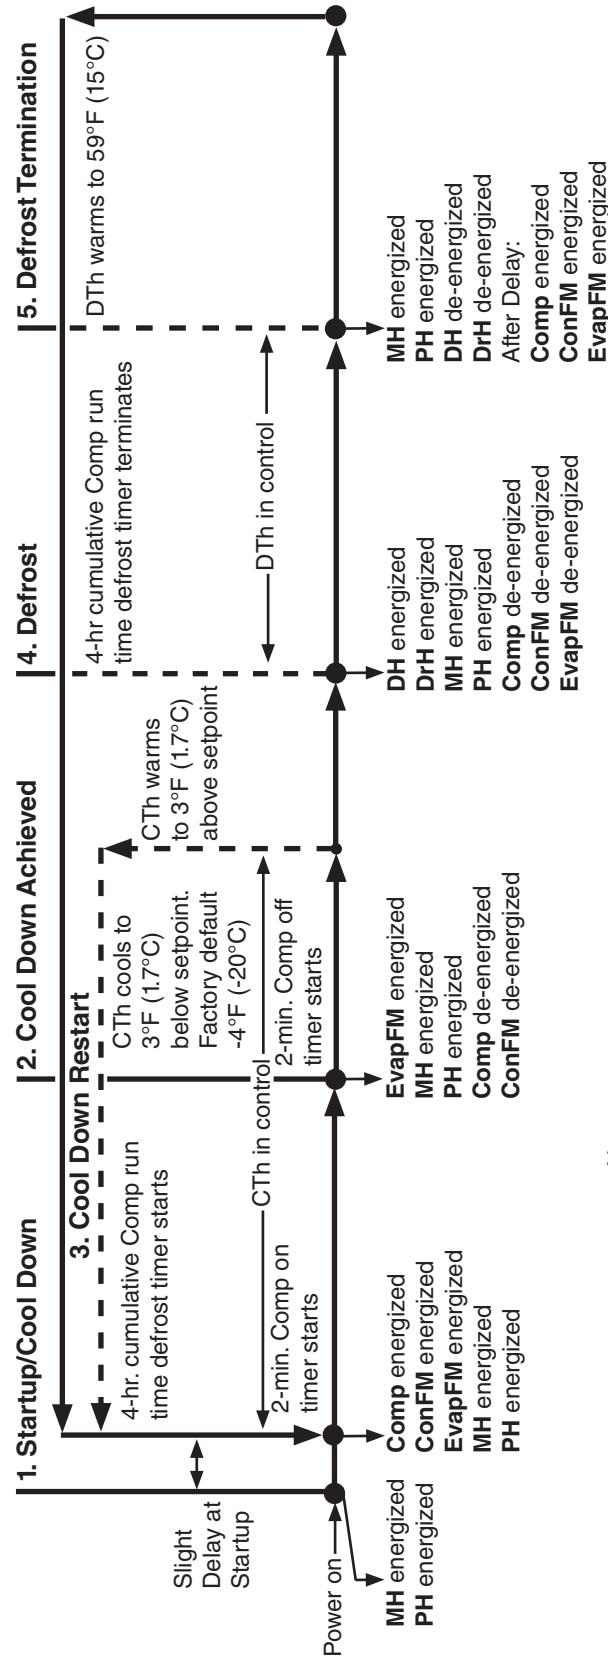 1. Startup/Cool Down
2. Cool Down Achieved
4. Defrost
5. Defrost Termination
3. Cool Down Restart
Slight
Delay at
Startup
Power on
MH energized
PH energized
4-hr. cumulative Comp run
time defrost timer starts
CTh in control
2-min. Comp on
timer starts
Comp energized
ConFM energized
EvapFM energized
MH energized
PH energized
CTh cools to
3°F (1.7°C)
below setpoint.
Factory default
-4°F (-20°C)
2-min. Comp off
timer starts
EvapFM energized
MH energized
PH energized
Comp de-energized
ConFM de-energized
CTh warms
to 3°F (1.7°C)
above setpoint
4-hr cumulative Comp run
time defrost timer terminates
DTh in control
DH energized
DrH energized
MH energized
PH energized
Comp de-energized
ConFM de-energized
EvapFM de-energized
DTh warms to 59°F (15°C)
MH energized
PH energized
DH de-energized
DrH de-energized
After Delay:
Comp energized
ConFM energized
EvapFM energized